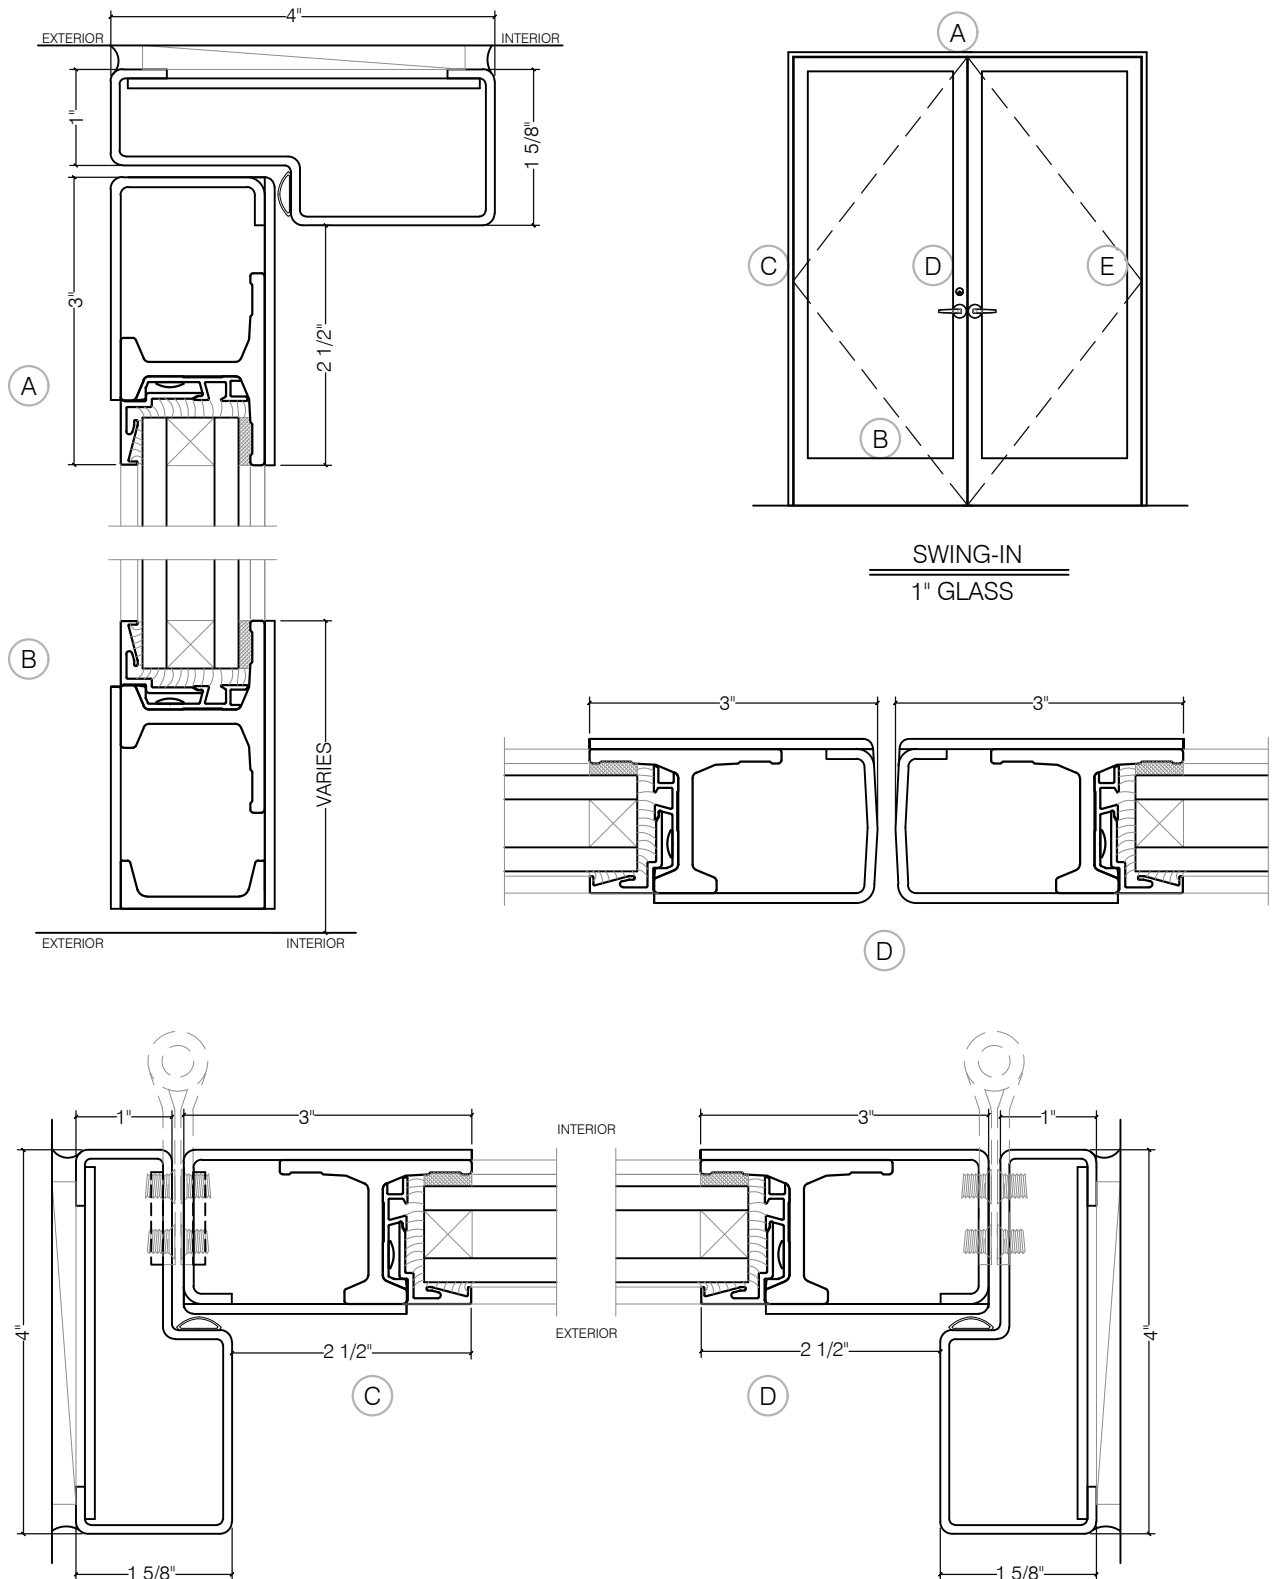 4"
EXTERIOR
INTERIOR
1"
1 5/8"
3"
2 1/2"
A
B
VARIES
EXTERIOR
INTERIOR
A
C
D
E
B
SWING-IN
1" GLASS
3"
3"
D
1"
3"
INTERIOR
3"
1"
4"
4"
EXTERIOR
2 1/2"
2 1/2"
C
D
1 5/8"
1 5/8"